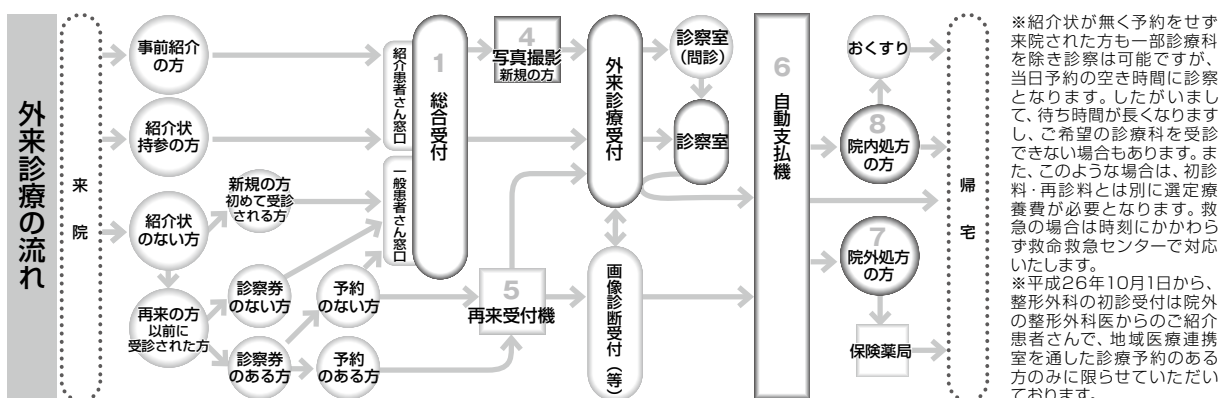 外来診療の流れ
来院
事前紹介
の方
紹介状
持参の方
紹介状
のない方
新規の方
初めて受診
される方
再来の方
以前に
受診された方
診察券
のない方
診察券
のある方
予約
のない方
予約
のある方
紹介患者さん窓口
一般患者さん窓口
1
総合受付
4
写真撮影
新規の方
5
再来受付機
外来診療受付
画像診断受付(等)
診察室
(問診)
診察室
6
自動支払機
おくすり
8
院内処方
の方
7
院外処方
の方
保険薬局
帰宅
※紹介状が無く予約をせず
来院された方も一部診療科
を除き診察は可能ですが、
当日予約の空き時間に診察
となります。したがいまし
て、待ち時間が長くなります
し、ご希望の診療科を受診
できない場合もあります。ま
た、このような場合は、初診
料・再診料とは別に選定療
養費が必要となります。救
急の場合は時刻にかかわら
ず救命救急センターで対応
いたします。
※平成26年10月1日から、
整形外科の初診受付は院外
の整形外科医からのご紹介
患者さんで、地域医療連携
室を通した診療予約のある
方のみに限らせていただい
ております。